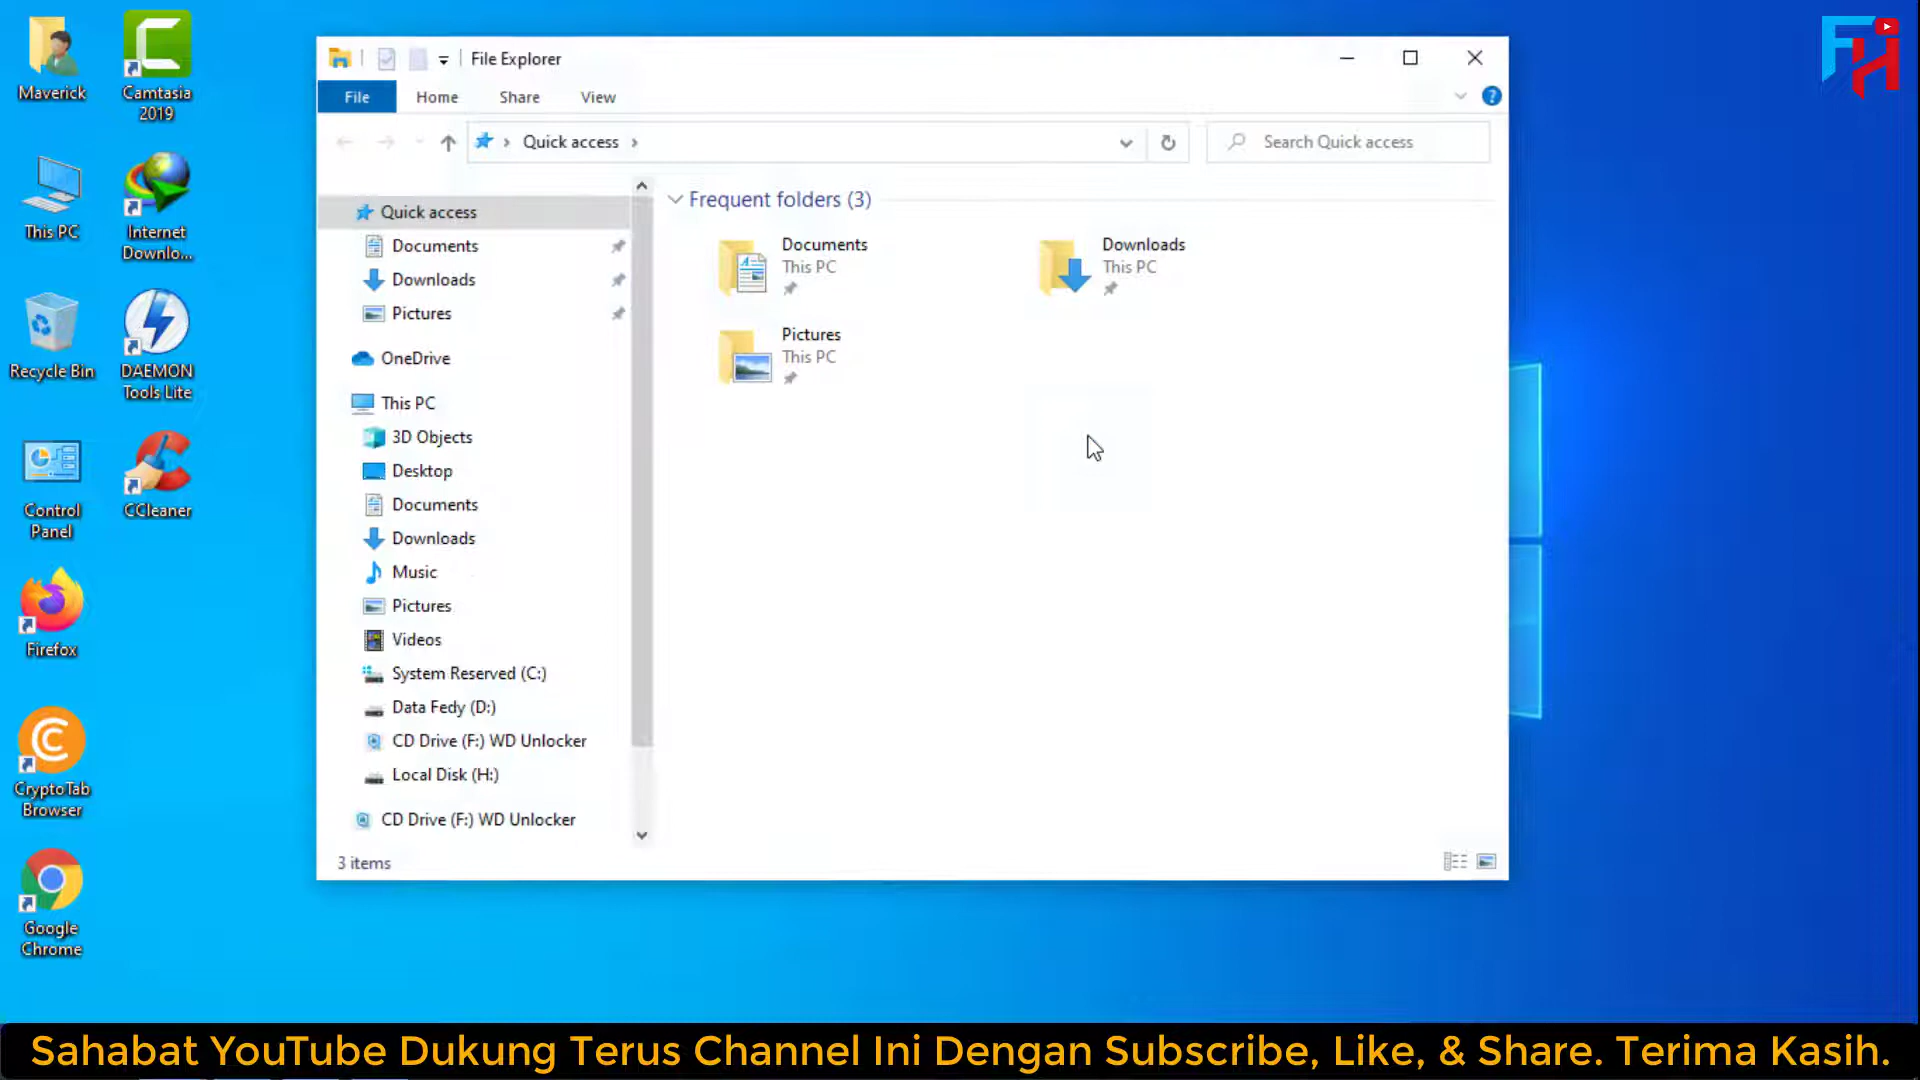 Maverick
Camtasia
2019
This PC
Internet
Downlo...
Recycle Bin
DAEMON
Tools Lite
Control
Panel
CCleaner
Firefox
CryptoTab
Browser
Google
Chrome
File Explorer
File Home Share View
Quick access
Search Quick access
Quick access
Documents
Downloads
Pictures
OneDrive
This PC
3D Objects
Desktop
Documents
Downloads
Music
Pictures
Videos
System Reserved (C:)
Data Fedy (D:)
CD Drive (F:) WD Unlocker
Local Disk (H:)
CD Drive (F:) WD Unlocker
Frequent folders (3)
Documents
This PC
Downloads
This PC
Pictures
This PC
3 items
FH
Sahabat YouTube Dukung Terus Channel Ini Dengan Subscribe, Like, & Share. Terima Kasih.